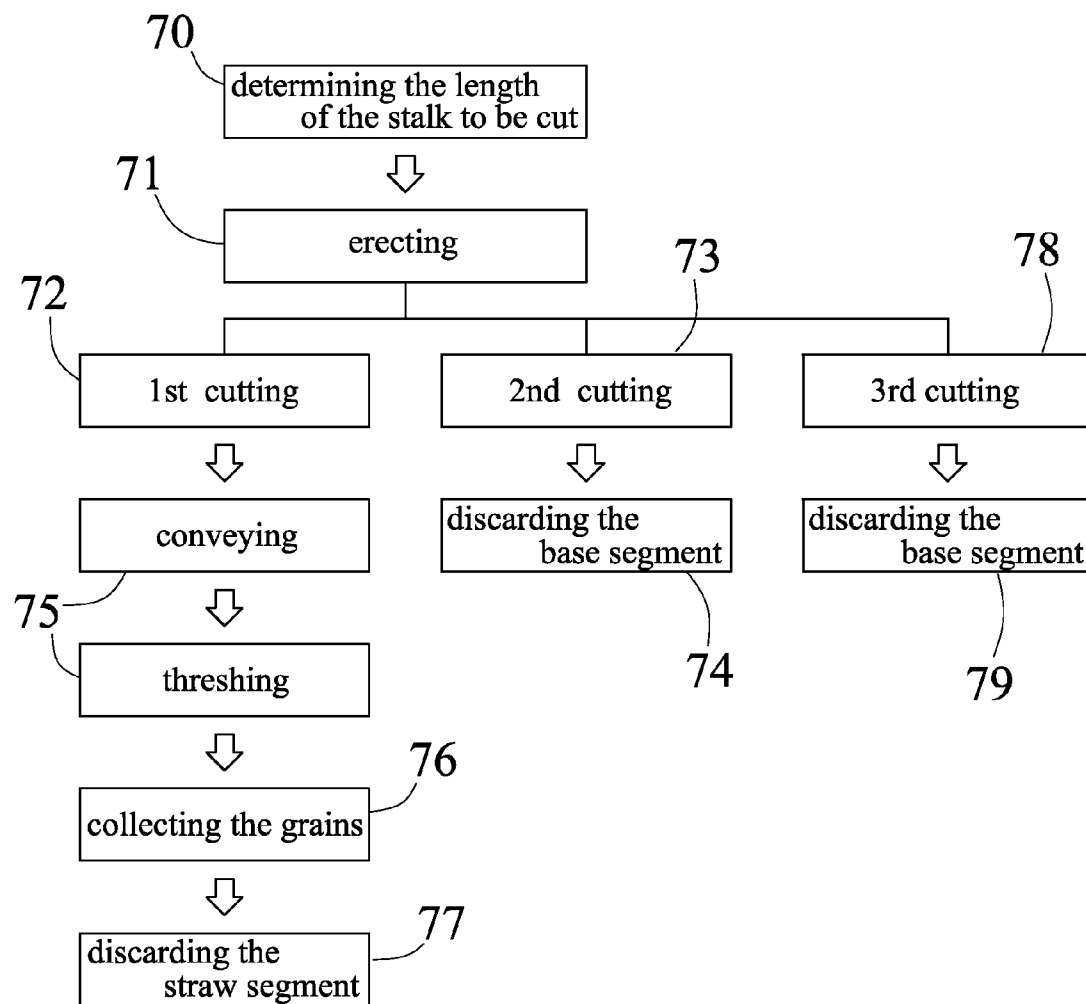 70
determining the length
of the stalk to be cut
71
erecting
73
78
72
1st cutting
2nd cutting
3rd cutting
conveying
discarding the
base segment
discarding the
base segment
75
threshing
74
79
76
collecting the grains
77
discarding the
straw segment